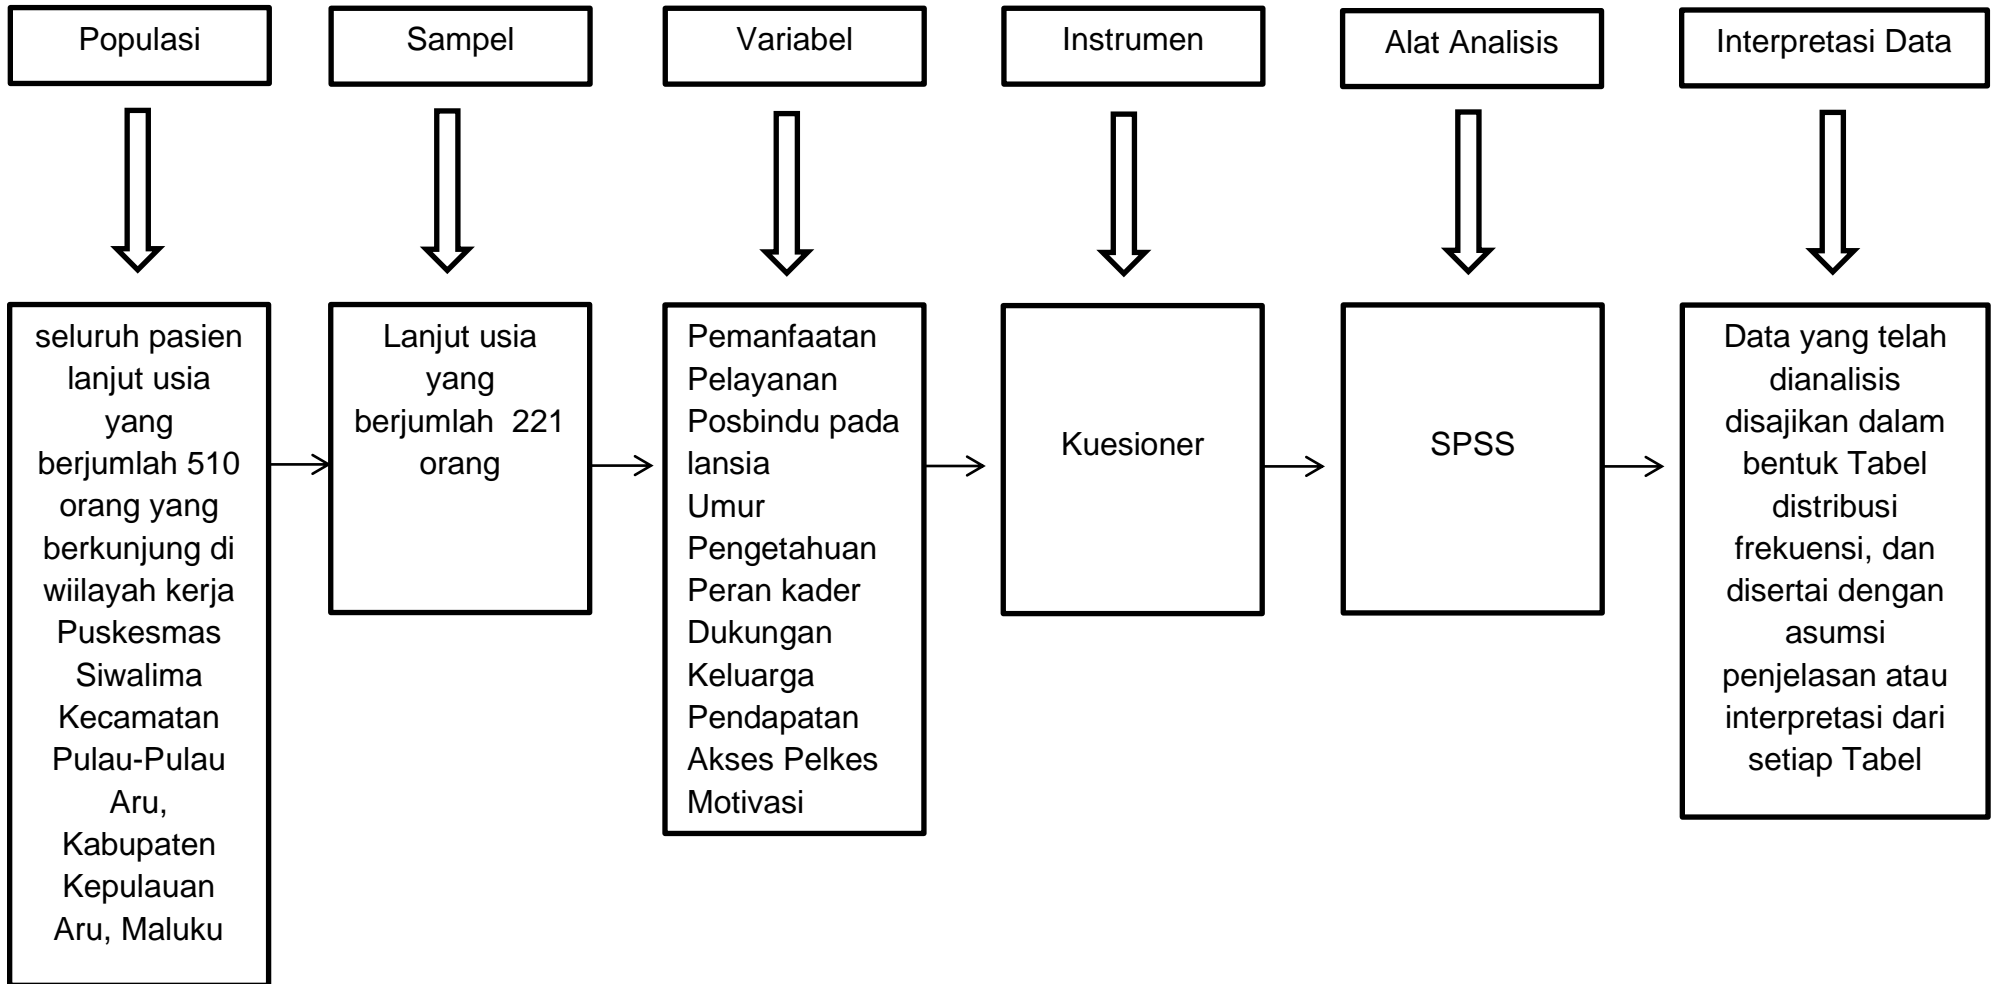 Populasi
Sampel
Variabel
Instrumen
Alat Analisis
Interpretasi Data
seluruh pasien
lanjut usia
yang
berjumlah 510
orang yang
berkunjung di
wiilayah kerja
Puskesmas
Siwalima
Kecamatan
Pulau-Pulau
Aru,
Kabupaten
Kepulauan
Aru, Maluku
Lanjut usia
yang
berjumlah 221
orang
Pemanfaatan
Pelayanan
Posbindu pada
lansia
Umur
Pengetahuan
Peran kader
Dukungan
Keluarga
Pendapatan
Akses Pelkes
Motivasi
Kuesioner
SPSS
Data yang telah
dianalisis
disajikan dalam
bentuk Tabel
distribusi
frekuensi, dan
disertai dengan
asumsi
penjelasan atau
interpretasi dari
setiap Tabel